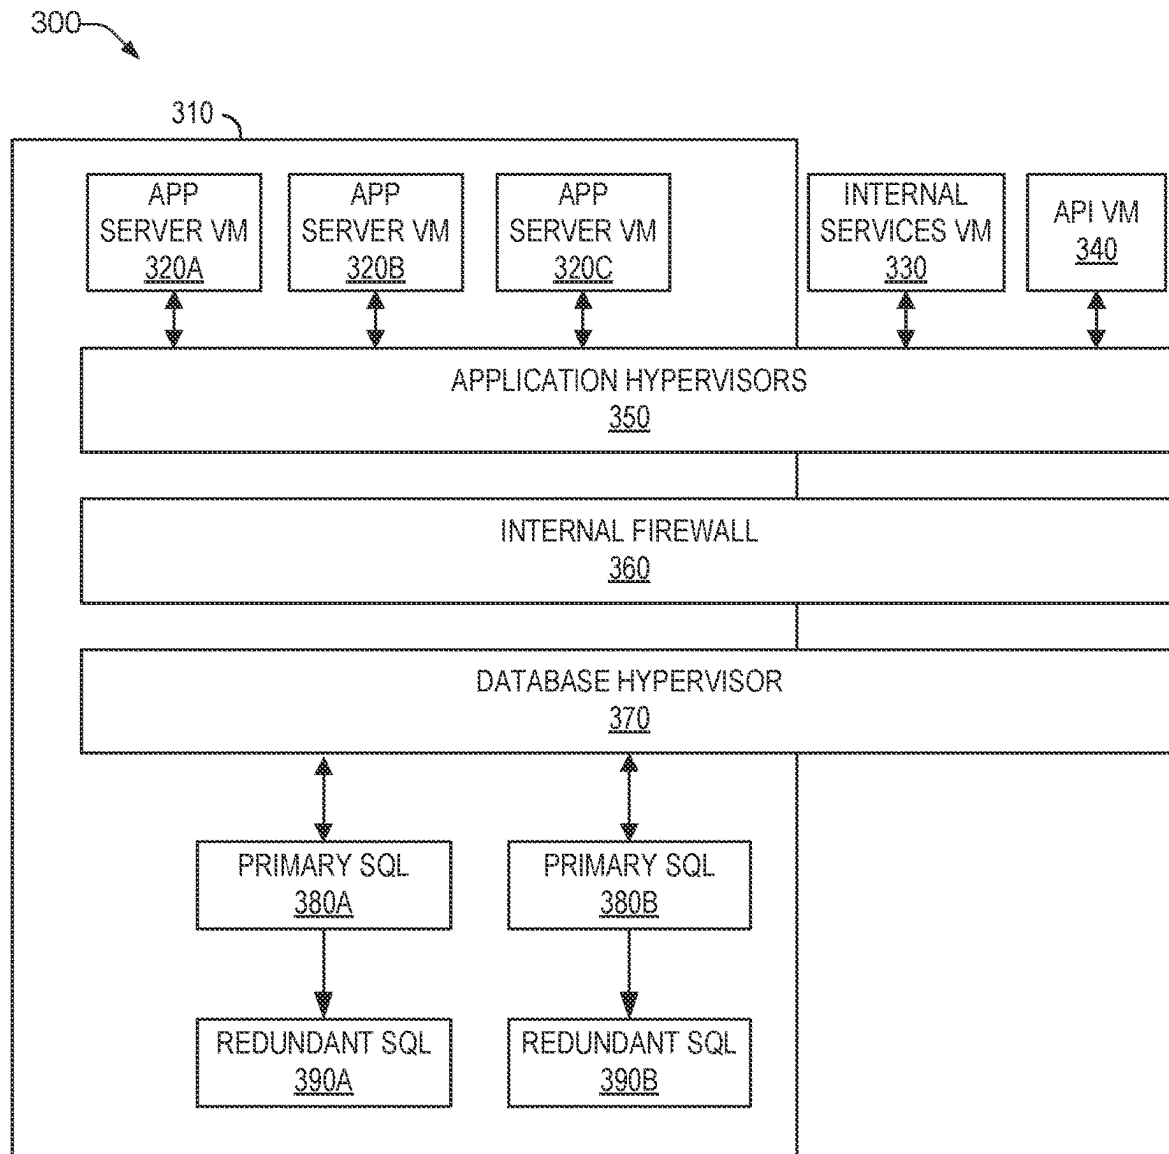 300
310
APP
SERVER VM
320A
APP
SERVER VM
320B
APP
SERVER VM
320C
INTERNAL
SERVICES VM
330
API VM
340
APPLICATION HYPERVISORS
350
INTERNAL FIREWALL
360
DATABASE HYPERVISOR
370
PRIMARY SQL
380A
PRIMARY SQL
380B
REDUNDANT SQL
390A
REDUNDANT SQL
390B